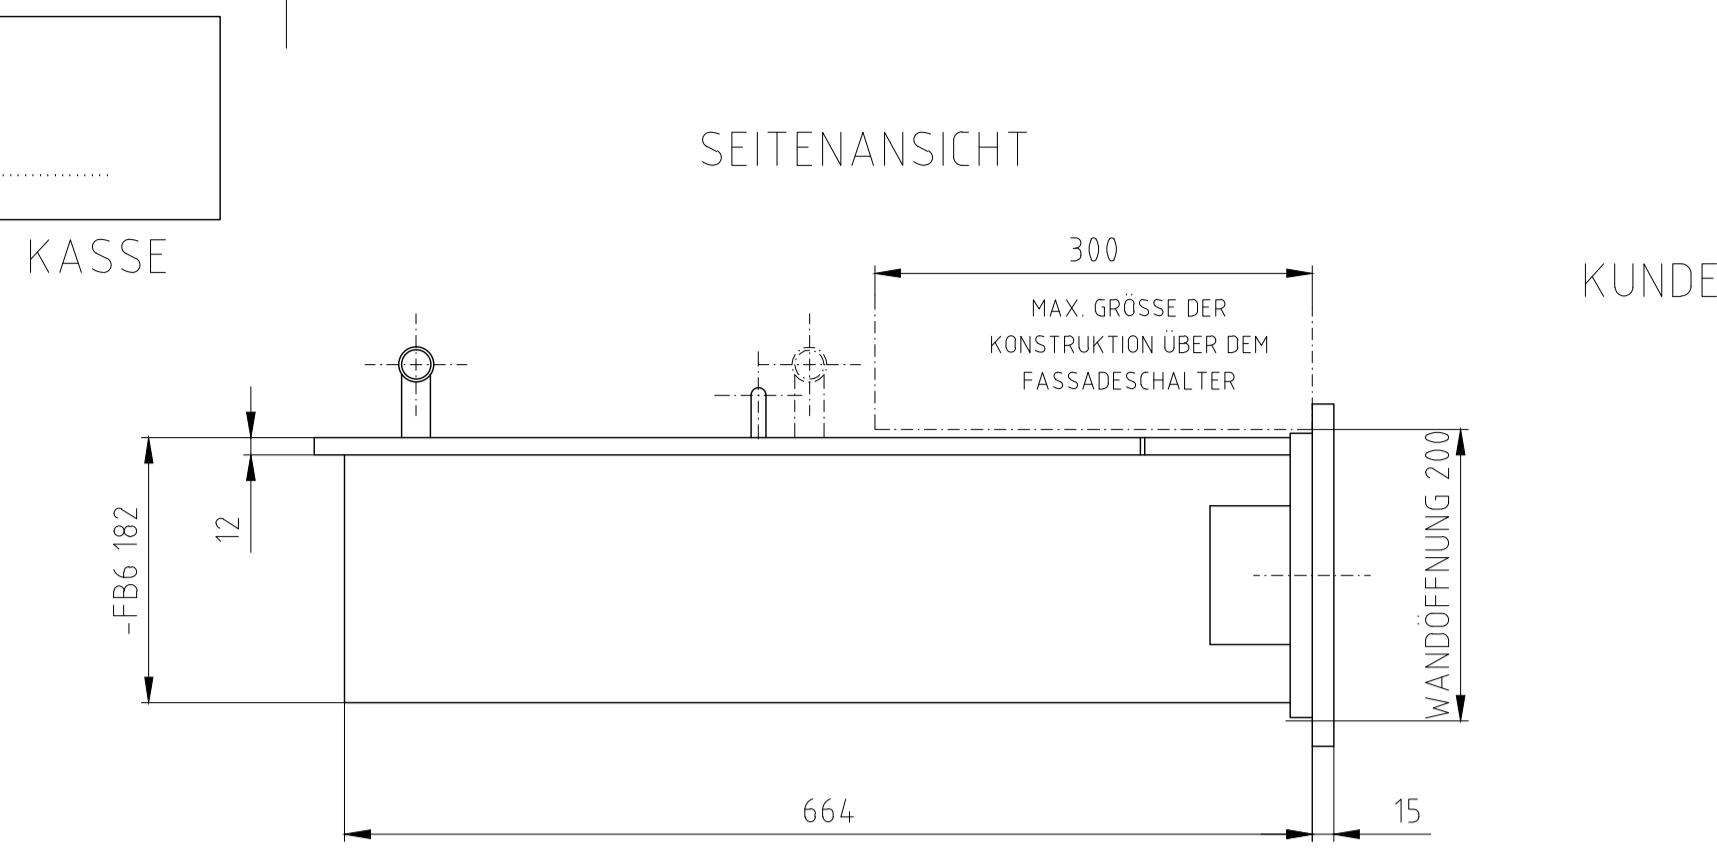 SEITENANSICHT
KASSE
300
KUNDE
MAX. GRÖSSE DER
KONSTRUKTION ÜBER DEM
FASSADESCHALTER
-FB6 182
12
WANDÖFFNUNG 200
664
15